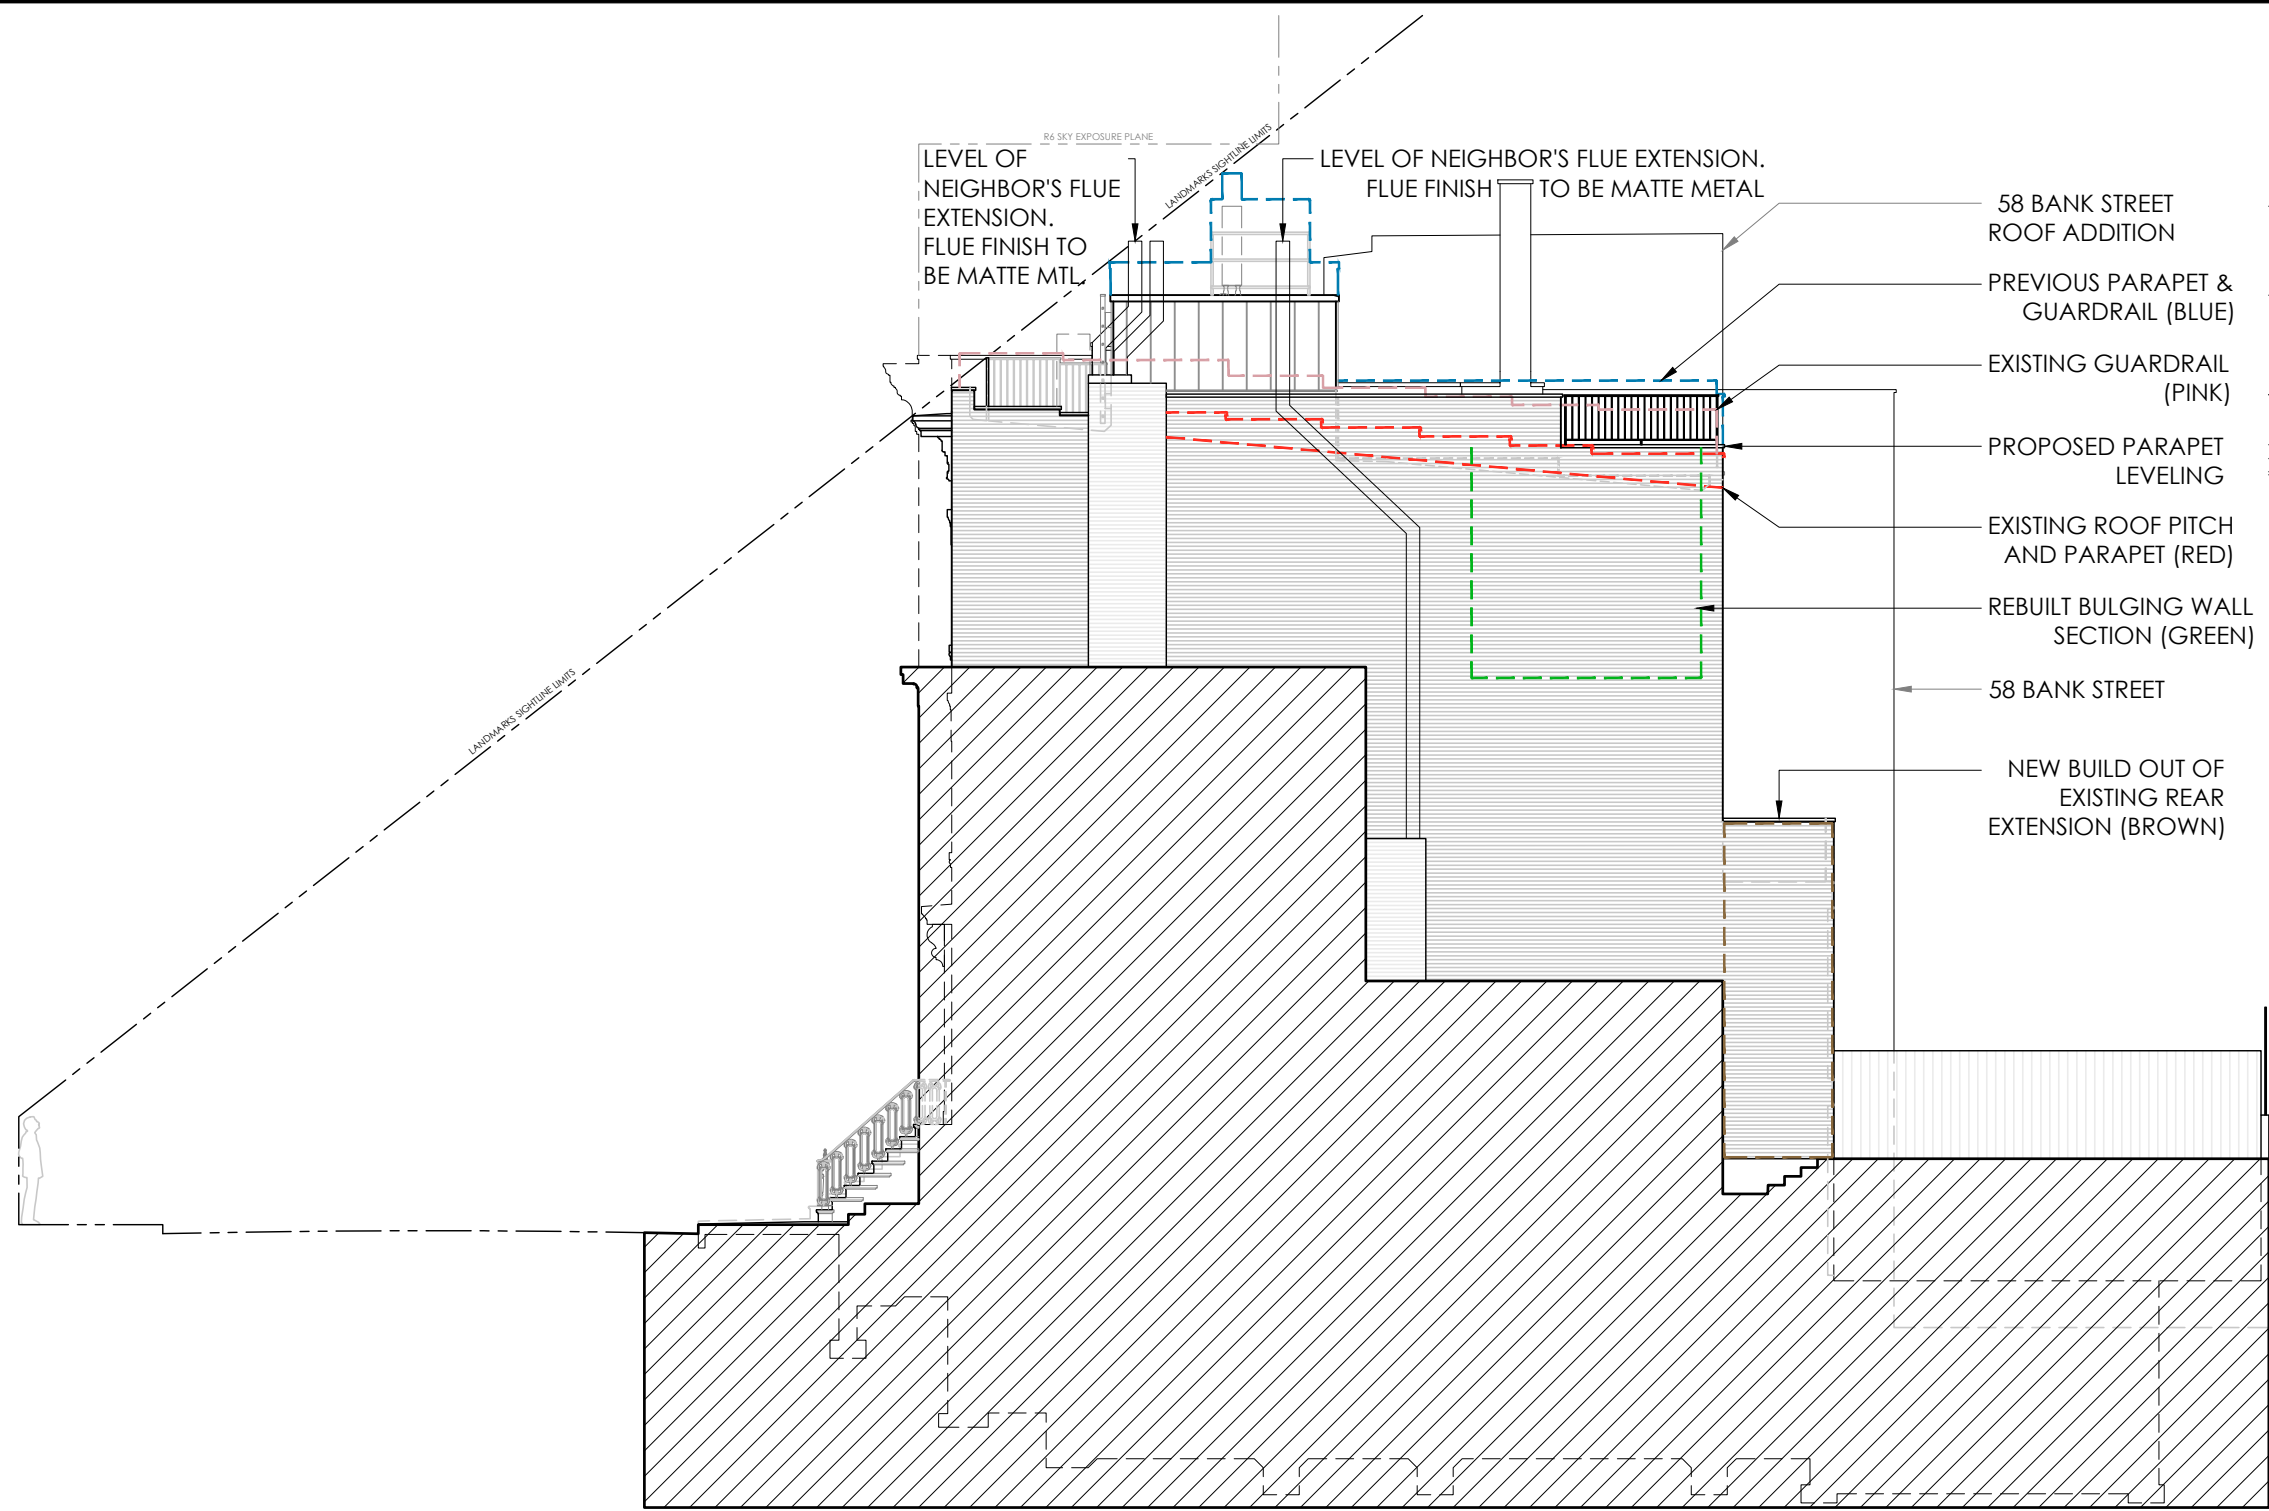 R6 SKY EXPOSURE PLANE
LANDMARKS SIGHTLINE LIMITS
LEVEL OF
NEIGHBOR'S FLUE
EXTENSION.
FLUE FINISH TO
BE MATTE MTL.
LEVEL OF NEIGHBOR'S FLUE EXTENSION.
FLUE FINISH TO BE MATTE METAL
58 BANK STREET
ROOF ADDITION
PREVIOUS PARAPET &
GUARDRAIL (BLUE)
EXISTING GUARDRAIL
(PINK)
PROPOSED PARAPET
LEVELING
EXISTING ROOF PITCH
AND PARAPET (RED)
REBUILT BULGING WALL
SECTION (GREEN)
58 BANK STREET
NEW BUILD OUT OF
EXISTING REAR
EXTENSION (BROWN)
LANDMARKS SIGHTLINE LIMITS